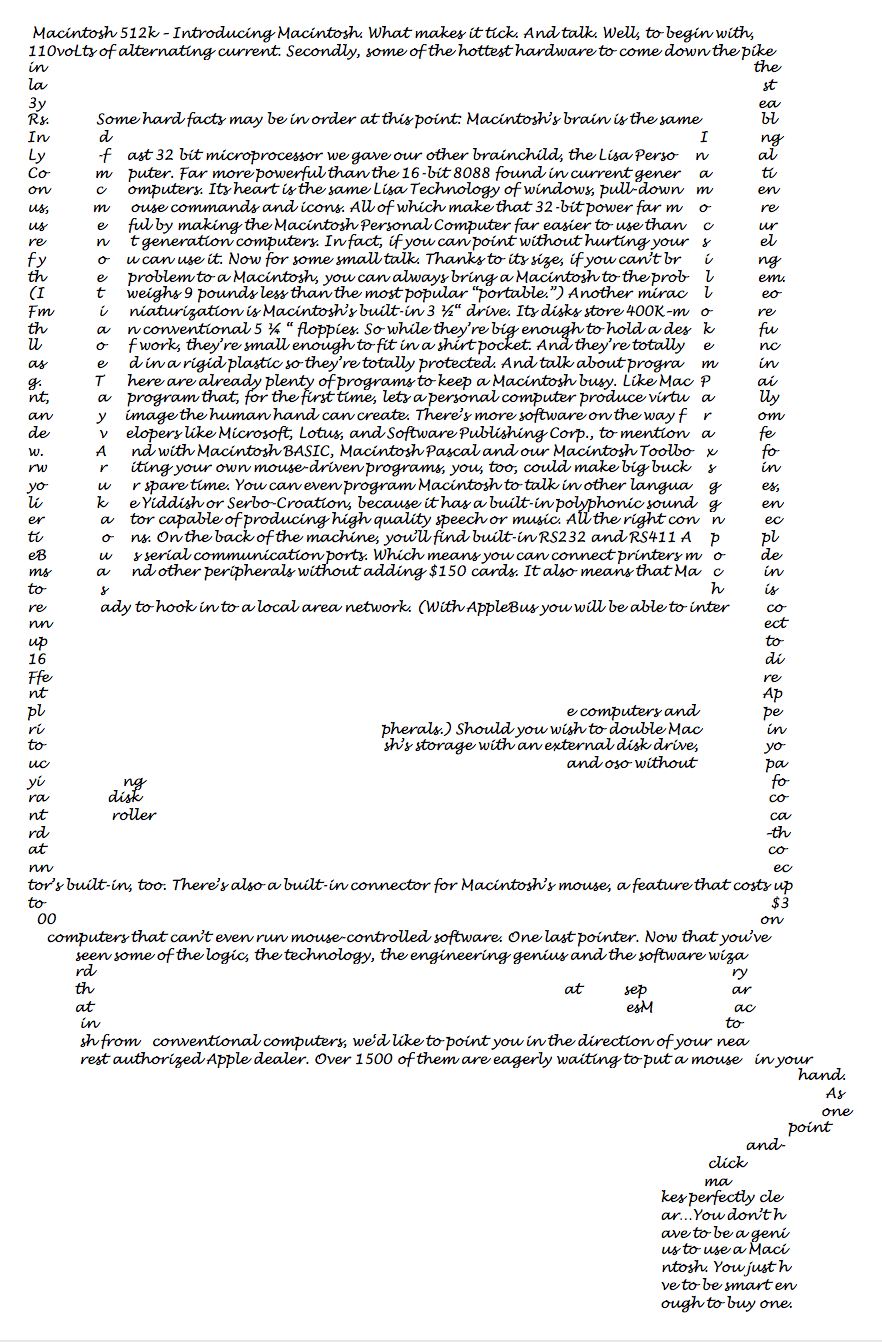 Macintosh 512k – Introducing Macintosh. What makes it tick. And talk. Well, to begin with,
110voLts of alternating current. Secondly, some of the hottest hardware to come down the pike
in the
la st
3y ea
Rs. Some hard facts may be in order at this point: Macintosh's brain is the same bl
In d I ng
Ly -f ast 32 bit microprocessor we gave our other brainchild, the Lisa Perso n al
Co m puter. Far more powerful than the 16-bit 8088 found in current gener a ti
on c omputers. Its heart is the same Lisa Technology of windows, pull-down m en
us, m ouse commands and icons. All of which make that 32-bit power far m o re
us e ful by making the Macintosh Personal Computer far easier to use than c ur
re n t generation computers. In fact, if you can point without hurting your s el
fy o u can use it. Now for some small talk. Thanks to its size, if you can't br i ng
th e problem to a Macintosh, you can always bring a Macintosh to the prob l em.
(I t weighs 9 pounds less than the most popular "portable.") Another mirac l eo
Fm i niaturization is Macintosh's built-in 3 ½" drive. Its disks store 400K-m o re
th a n conventional 5 ¼ " floppies. So while they're big enough to hold a des k fu
ll o f work, they're small enough to fit in a shirt pocket. And they're totally e nc
as e d in a rigid plastic so they're totally protected. And talk about progra m in
g. T here are already plenty of programs to keep a Macintosh busy. Like Mac P ai
nt, a program that, for the first time, lets a personal computer produce virtu a lly
an y image the human hand can create. There's more software on the way f r om
de v elopers like Microsoft, Lotus, and Software Publishing Corp., to mention a fe
w. A nd with Macintosh BASIC, Macintosh Pascal and our Macintosh Toolbo x fo
rw r iting your own mouse-driven programs, you, too, could make big buck s in
yo u r spare time. You can even program Macintosh to talk in other langua g es,
li k e Yiddish or Serbo-Croation, because it has a built-in polyphonic sound g en
er a tor capable of producing high quality speech or music. All the right con n ec
ti o ns. On the back of the machine, you'll find built-in RS232 and RS411 A p pl
eB u s serial communication ports. Which means you can connect printers m o de
ms a nd other peripherals without adding $150 cards. It also means that Ma c in
to s h is
re ady to hook in to a local area network. (With AppleBus you will be able to inter co
nn ect
up to
16 di
Ffe re
nt Ap
pl e computers and pe
ri pherals.) Should you wish to double Mac in
to sh's storage with an external disk drive, yo
uc and oso without pa
yi ng fo
ra disk co
nt roller ca
rd -th
at co
nn ec
tor's built-in, too. There's also a built-in connector for Macintosh's mouse, a feature that costs up
to $3
00 on
computers that can't even run mouse-controlled software. One last pointer. Now that you've
seen some of the logic, the technology, the engineering genius and the software wiza
rd ry
th at sep ar
at esM ac
in to
sh from conventional computers, we'd like to point you in the direction of your nea
rest authorized Apple dealer. Over 1500 of them are eagerly waiting to put a mouse in your
hand.
As
one
point
and-
click
ma
kes perfectly cle
ar...You don't h
ave to be a geni
us to use a Maci
ntosh. You just h
ve to be smart en
ough to buy one.